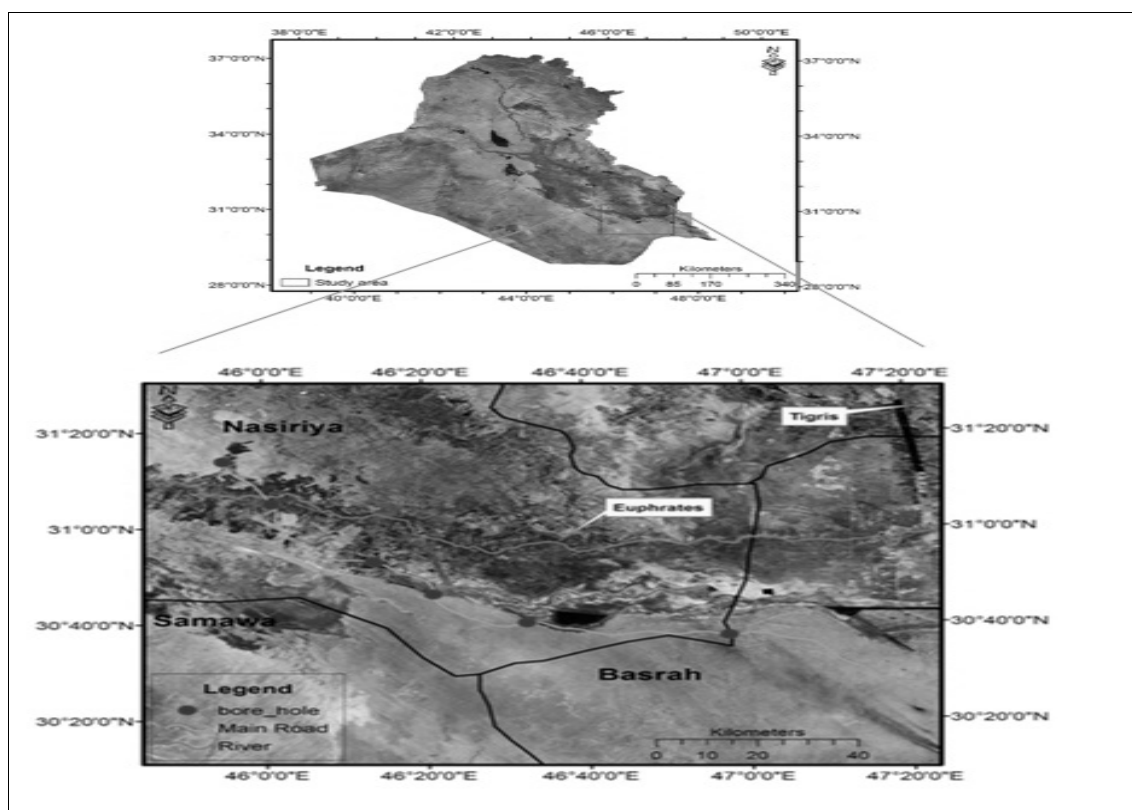 38°0'0"E 42°0'0"E 46°0'0"E 50°0'0"E
N
37°0'0"N 37°0'0"N
34°0'0"N 34°0'0"N
31°0'0"N 31°0'0"N
Legend
Study area
Kilometers
0 85 170 340
28°0'0"N 28°0'0"N
40°0'0"E 44°0'0"E 48°0'0"E
46°0'0"E 46°20'0"E 46°40'0"E 47°0'0"E 47°20'0"E
N
Tigris
Nasiriya
31°20'0"N 31°20'0"N
Euphrates
31°0'0"N 31°0'0"N
30°40'0"N 30°40'0"N
Samawa
Basrah
Legend
bore_hole
Main Road
River
Kilometers
0 10 20 40
30°20'0"N 30°20'0"N
46°0'0"E 46°20'0"E 46°40'0"E 47°0'0"E 47°20'0"E